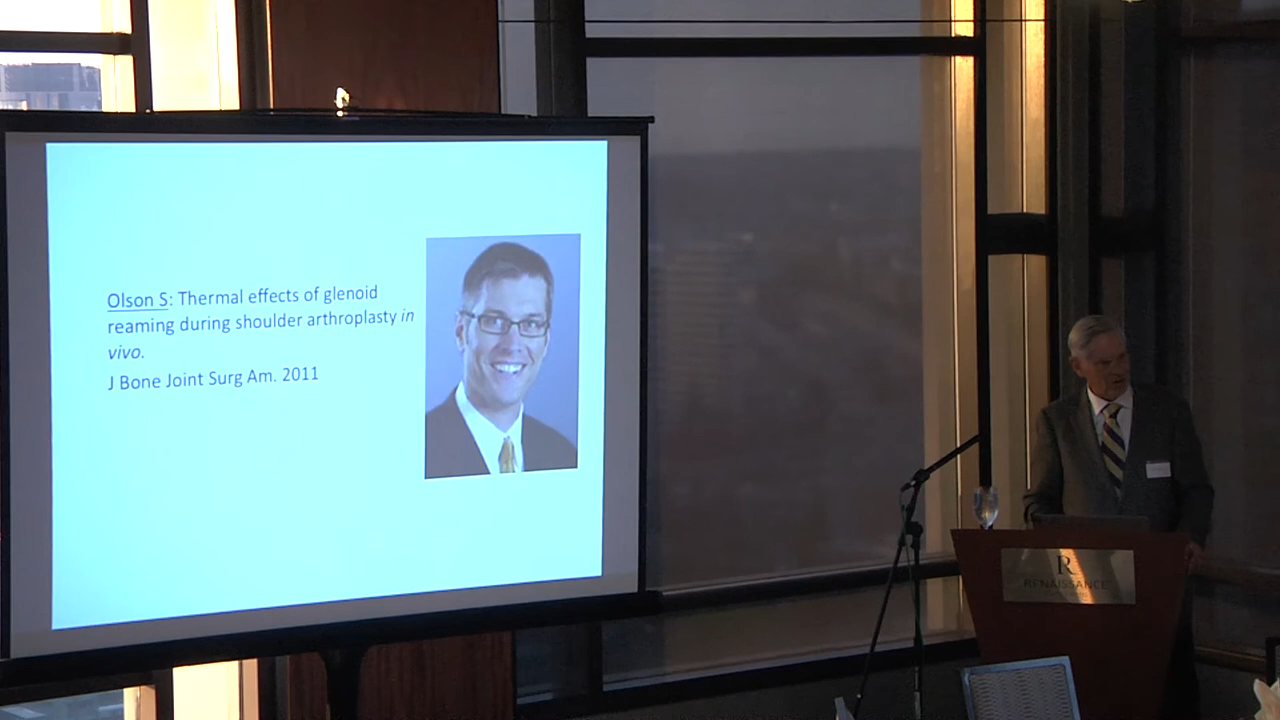 Olson S: Thermal effects of glenoid
reaming during shoulder arthroplasty in
vivo.
J Bone Joint Surg Am. 2011
R
RENAISSANCE